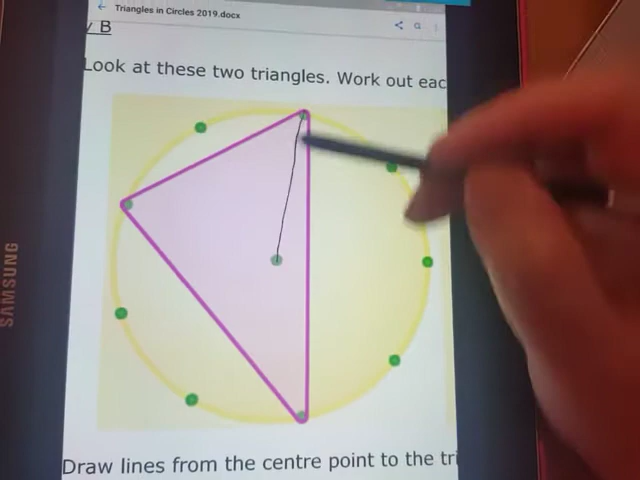 Triangles in Circles 2019.docx
y B
Look at these two triangles. Work out eac
SAMSUNG
Draw lines from the centre point to the tri